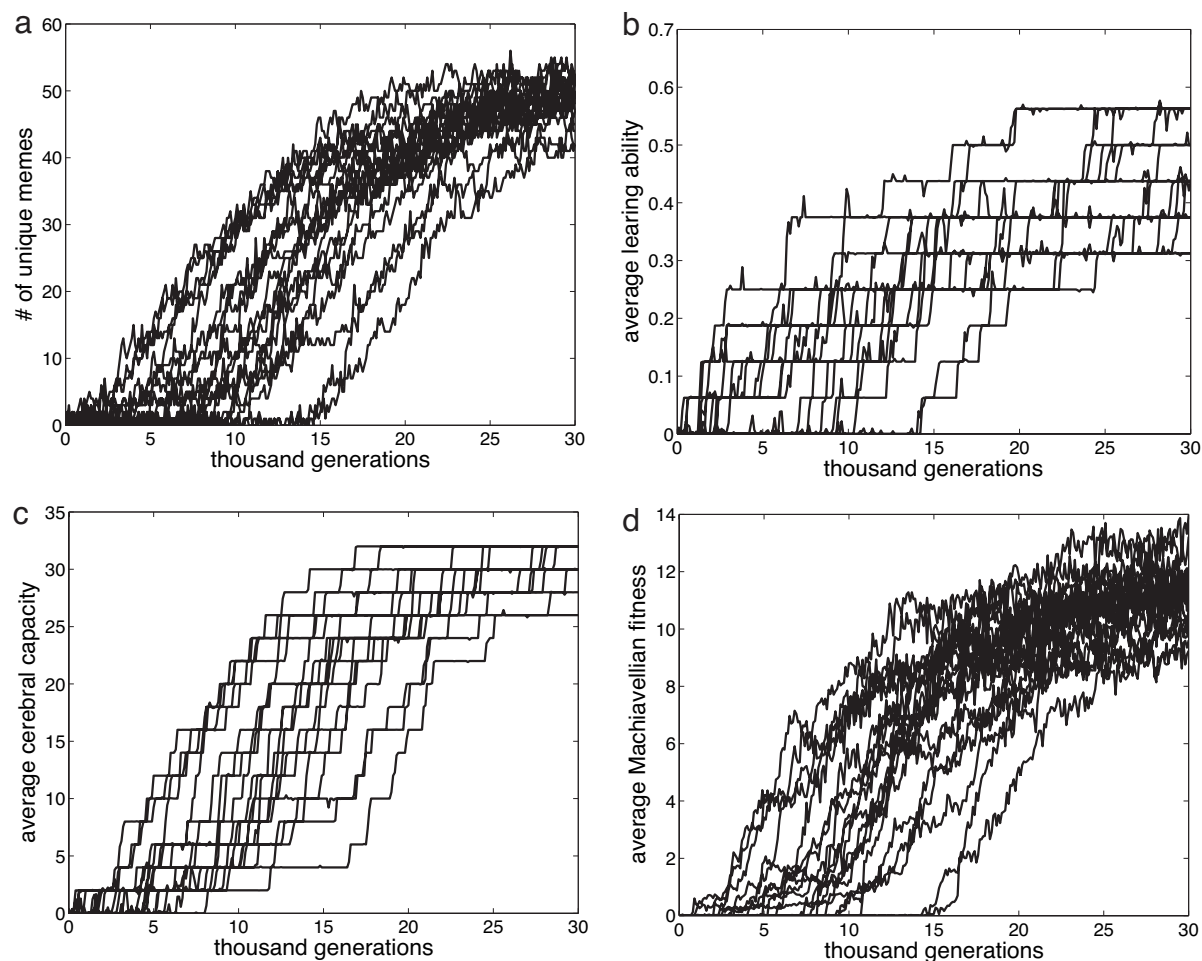 a
60
50
40
30
20
10
0
# of unique memes
0 5 10 15 20 25 30
thousand generations
b
0.7
0.6
0.5
0.4
0.3
0.2
0.1
0
average learing ability
0 5 10 15 20 25 30
thousand generations
c
35
30
25
20
15
10
5
0
average cerebral capacity
0 5 10 15 20 25 30
thousand generations
d
14
12
10
8
6
4
2
0
average Machiavellian fitness
0 5 10 15 20 25 30
thousand generations